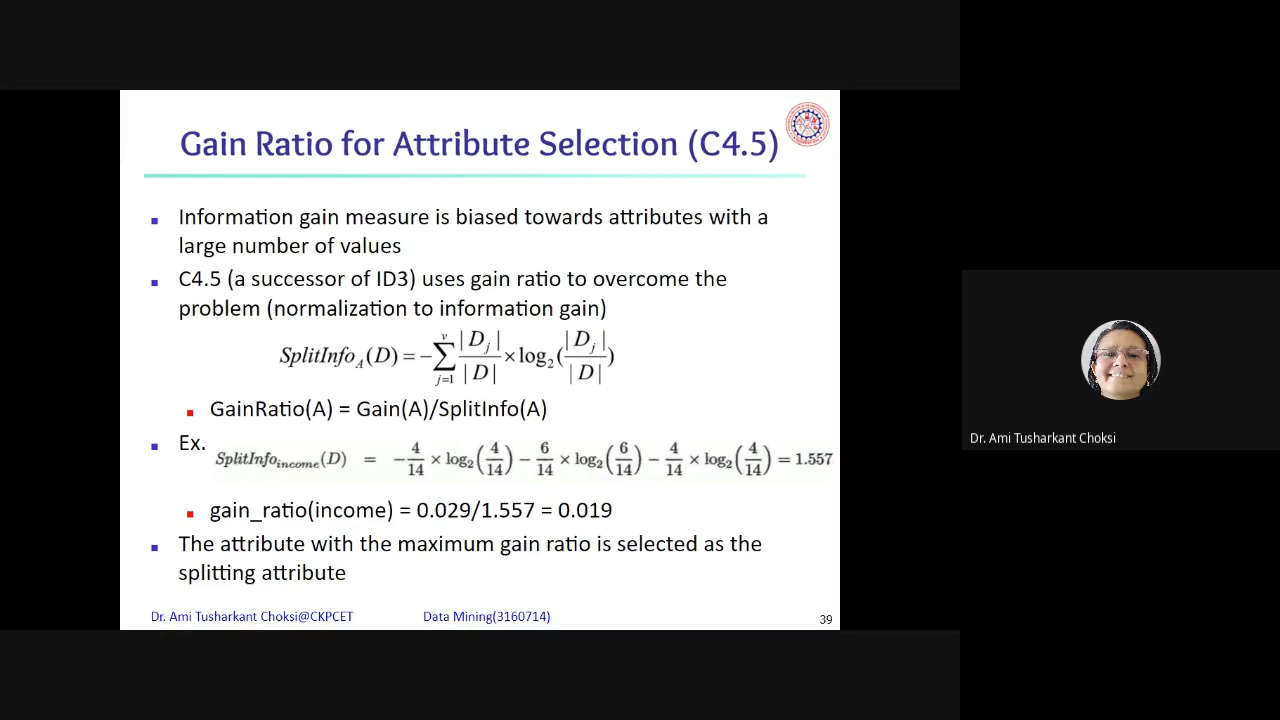 Gain Ratio for Attribute Selection (C4.5)
Information gain measure is biased towards attributes with a
large number of values
C4.5 (a successor of ID3) uses gain ratio to overcome the
problem (normalization to information gain)
SplitInfo_A(D) = −∑_{j=1}^{v} |D_j|/|D| × log₂(|D_j|/|D|)
GainRatio(A) = Gain(A)/SplitInfo(A)
Ex. SplitInfo_income(D) = −4/14 × log₂(4/14) − 6/14 × log₂(6/14) − 4/14 × log₂(4/14) = 1.557
gain_ratio(income) = 0.029/1.557 = 0.019
The attribute with the maximum gain ratio is selected as the
splitting attribute
Dr. Ami Tusharkant Choksi@CKPCET Data Mining(3160714) 39
Dr. Ami Tusharkant Choksi